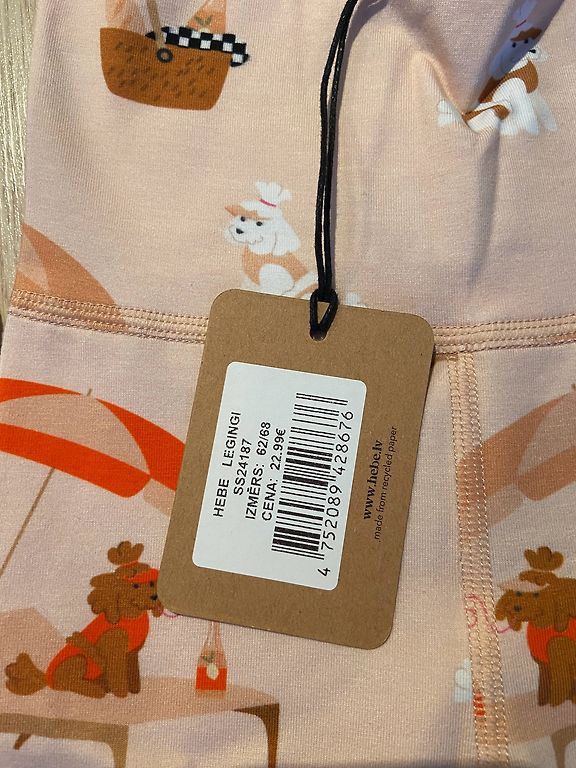 HEBE LEGINGI
SS24187
IZMĒRS: 62/68
CENA: 22.99€
4 752089 428676
www.hebe.lv
made from recycled paper